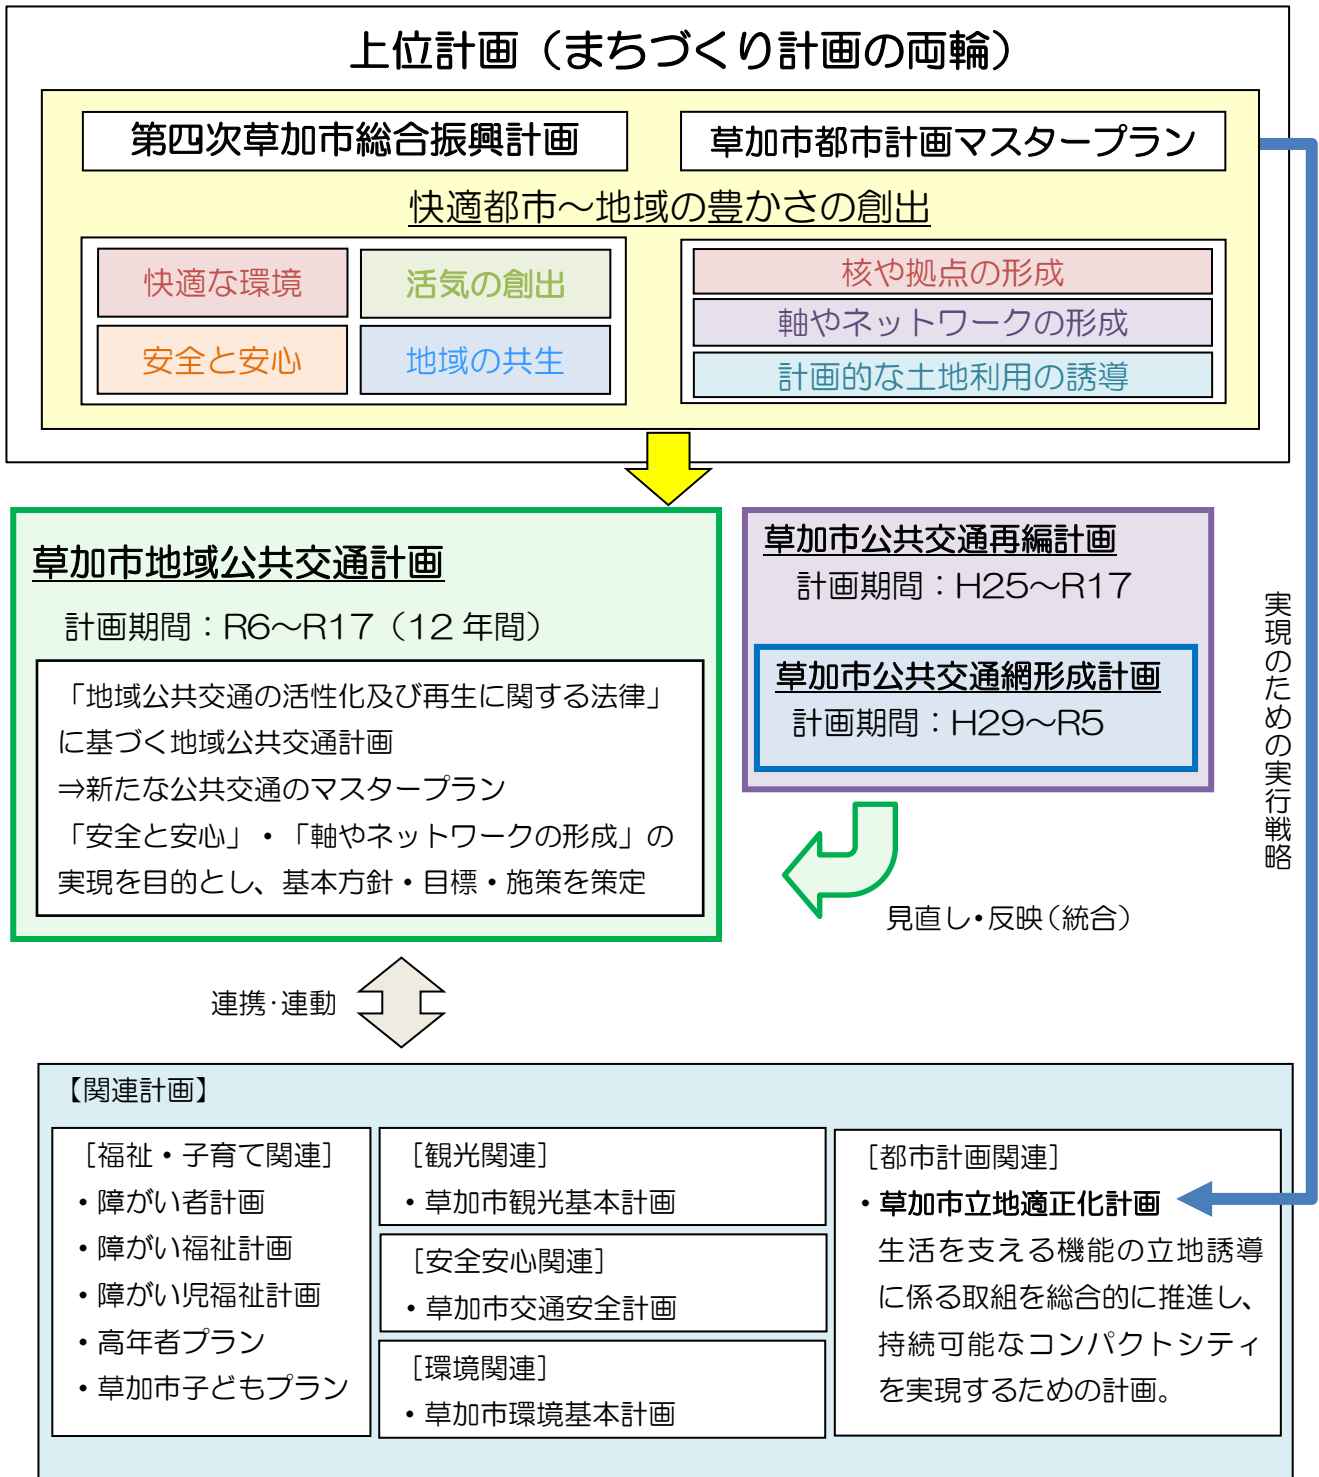 上位計画（まちづくり計画の両輪）
第四次草加市総合振興計画
草加市都市計画マスタープラン
快適都市～地域の豊かさの創出
快適な環境
活気の創出
安全と安心
地域の共生
核や拠点の形成
軸やネットワークの形成
計画的な土地利用の誘導
草加市地域公共交通計画
計画期間：R6～R17（12 年間）
「地域公共交通の活性化及び再生に関する法律」
に基づく地域公共交通計画
⇒新たな公共交通のマスタープラン
「安全と安心」・「軸やネットワークの形成」の
実現を目的とし、基本方針・目標・施策を策定
草加市公共交通再編計画
計画期間：H25～R17
草加市公共交通網形成計画
計画期間：H29～R5
見直し・反映（統合）
実現のための実行戦略
連携・連動
【関連計画】
［福祉・子育て関連］
・障がい者計画
・障がい福祉計画
・障がい児福祉計画
・高年者プラン
・草加市子どもプラン
［観光関連］
・草加市観光基本計画
［安全安心関連］
・草加市交通安全計画
［環境関連］
・草加市環境基本計画
［都市計画関連］
・草加市立地適正化計画
生活を支える機能の立地誘導
に係る取組を総合的に推進し、
持続可能なコンパクトシティ
を実現するための計画。